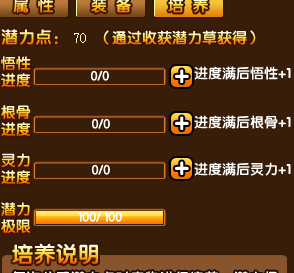 属性 装备 培养
潜力点： 70 （通过收获潜力草获得）
悟性进度 0/0 进度满后悟性+1
根骨进度 0/0 进度满后根骨+1
灵力进度 0/0 进度满后灵力+1
潜力极限 100/100
培养说明